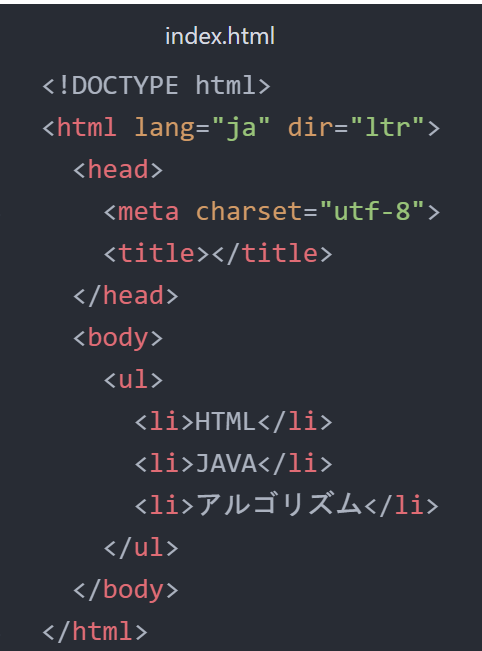 index.html
<!DOCTYPE html>
<html lang="ja" dir="ltr">
<head>
<meta charset="utf-8">
<title></title>
</head>
<body>
<ul>
<li>HTML</li>
<li>JAVA</li>
<li>アルゴリズム</li>
</ul>
</body>
</html>